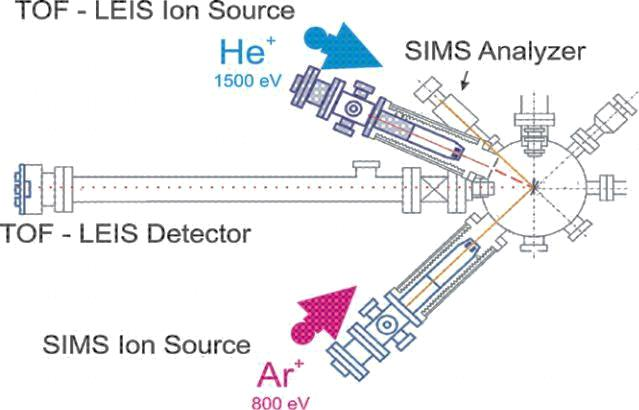 TOF - LEIS Ion Source
He+
1500 eV
SIMS Analyzer
TOF - LEIS Detector
SIMS Ion Source
Ar+
800 eV